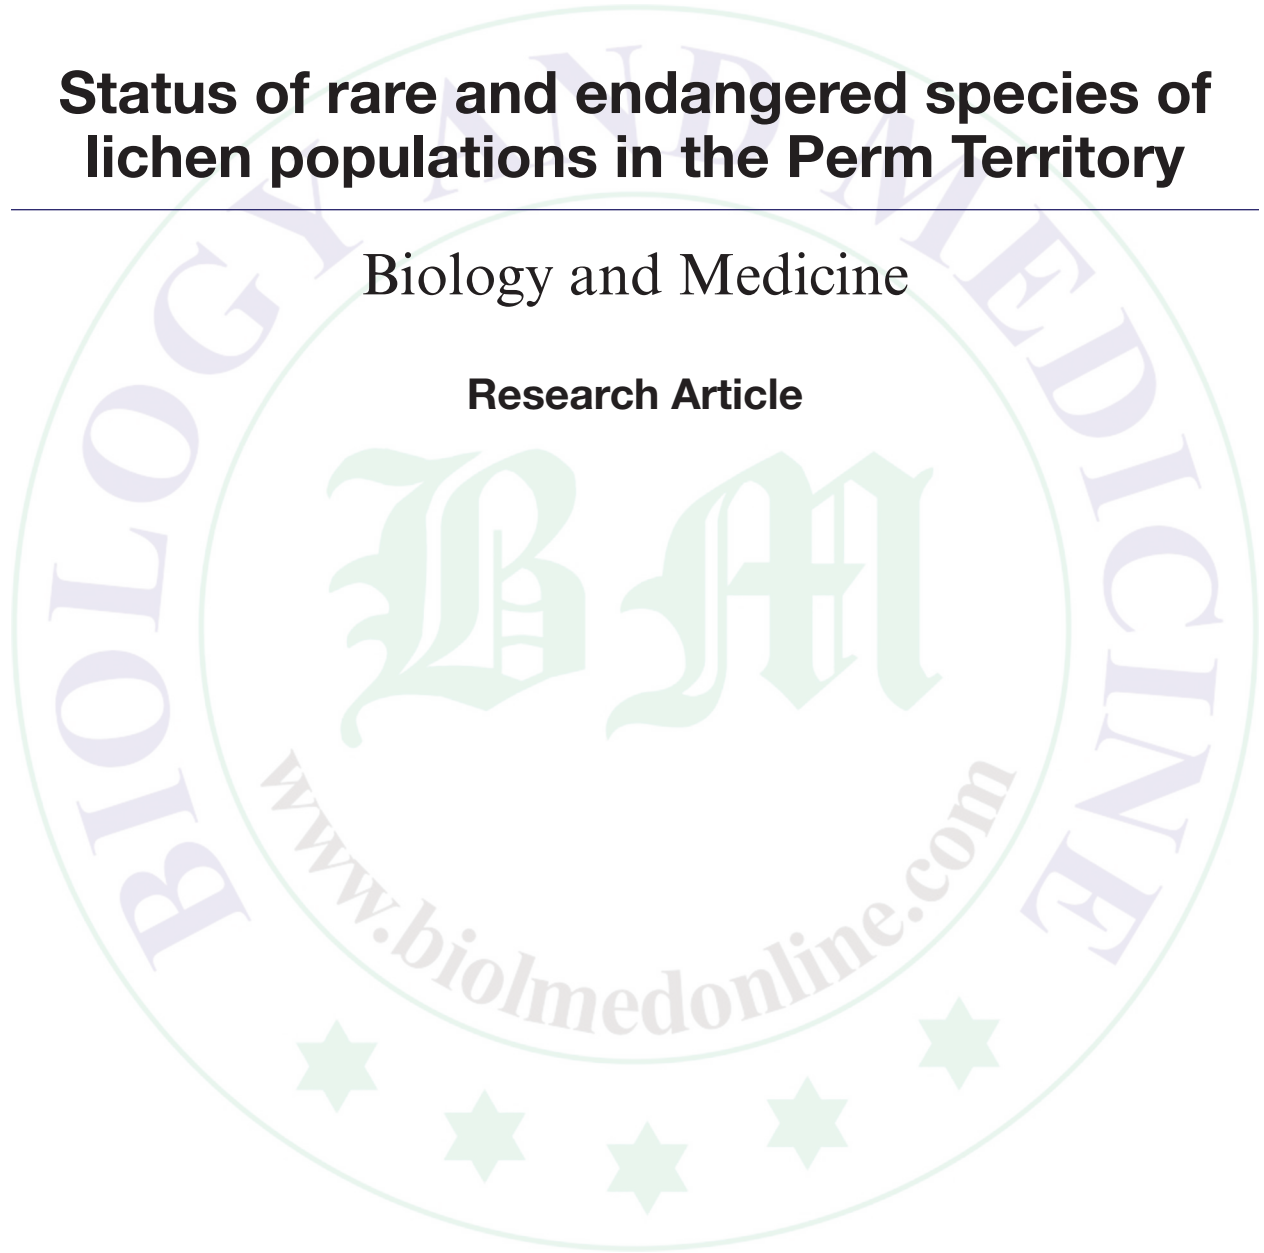 Status of rare and endangered species of
lichen populations in the Perm Territory
Biology and Medicine
Research Article
BIOLOGY AND MEDICINE
BM
www.biolmedonline.com